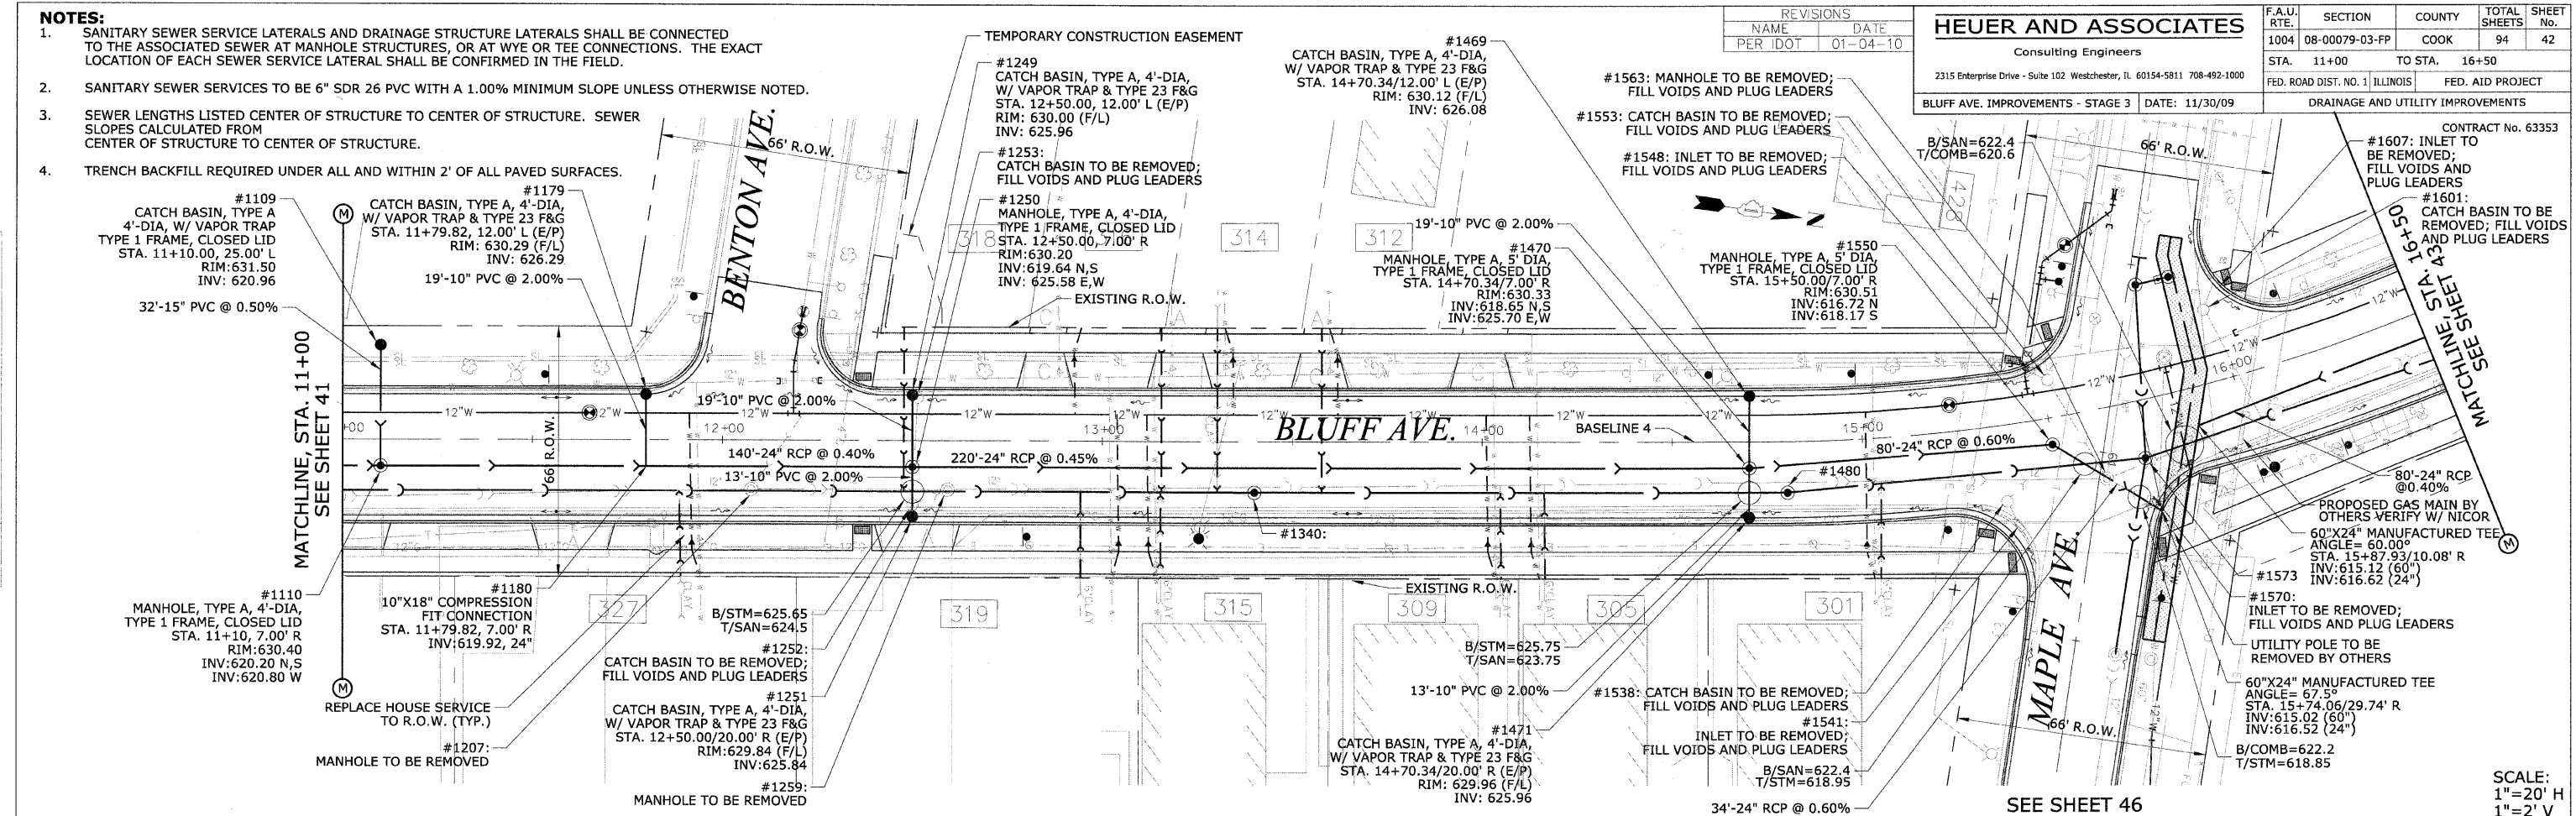 NOTES:
1. SANITARY SEWER SERVICE LATERALS AND DRAINAGE STRUCTURE LATERALS SHALL BE CONNECTED
TO THE ASSOCIATED SEWER AT MANHOLE STRUCTURES, OR AT WYE OR TEE CONNECTIONS. THE EXACT
LOCATION OF EACH SEWER SERVICE LATERAL SHALL BE CONFIRMED IN THE FIELD.
2. SANITARY SEWER SERVICES TO BE 6" SDR 26 PVC WITH A 1.00% MINIMUM SLOPE UNLESS OTHERWISE NOTED.
3. SEWER LENGTHS LISTED CENTER OF STRUCTURE TO CENTER OF STRUCTURE. SEWER
SLOPES CALCULATED FROM
CENTER OF STRUCTURE TO CENTER OF STRUCTURE.
4. TRENCH BACKFILL REQUIRED UNDER ALL AND WITHIN 2' OF ALL PAVED SURFACES.
REVISIONS
NAME DATE
PER IDOT 01-04-10
HEUER AND ASSOCIATES
Consulting Engineers
2315 Enterprise Drive - Suite 102 Westchester, IL 60154-5811 708-492-1000
BLUFF AVE. IMPROVEMENTS - STAGE 3 DATE: 11/30/09
F.A.U. RTE. SECTION COUNTY TOTAL SHEETS SHEET No.
1004 08-00079-03-FP COOK 94 42
STA. 11+00 TO STA. 16+50
FED. ROAD DIST. NO. 1 ILLINOIS FED. AID PROJECT
DRAINAGE AND UTILITY IMPROVEMENTS
CONTRACT No. 63353
#1109
CATCH BASIN, TYPE A
4'-DIA, W/ VAPOR TRAP
TYPE 1 FRAME, CLOSED LID
STA. 11+10.00, 25.00' L
RIM:631.50
INV: 620.96
32'-15" PVC @ 0.50%
#1179
CATCH BASIN, TYPE A, 4'-DIA,
W/ VAPOR TRAP & TYPE 23 F&G
STA. 11+79.82, 12.00' L (E/P)
RIM: 630.29 (F/L)
INV: 626.29
19'-10" PVC @ 2.00%
66' R.O.W.
BENTON AVE.
TEMPORARY CONSTRUCTION EASEMENT
#1249
CATCH BASIN, TYPE A, 4'-DIA,
W/ VAPOR TRAP & TYPE 23 F&G
STA. 12+50.00, 12.00' L (E/P)
RIM: 630.00 (F/L)
INV: 625.96
#1253:
CATCH BASIN TO BE REMOVED;
FILL VOIDS AND PLUG LEADERS
#1250
MANHOLE, TYPE A, 4'-DIA,
TYPE 1 FRAME, CLOSED LID
STA. 12+50.00, 7.00' R
RIM:630.20
INV:619.64 N,S
INV: 625.58 E,W
EXISTING R.O.W.
318
314
312
#1469
CATCH BASIN, TYPE A, 4'-DIA,
W/ VAPOR TRAP & TYPE 23 F&G
STA. 14+70.34/12.00' L (E/P)
RIM: 630.12 (F/L)
INV: 626.08
19'-10" PVC @ 2.00%
#1470
MANHOLE, TYPE A, 5' DIA,
TYPE 1 FRAME, CLOSED LID
STA. 14+70.34/7.00' R
RIM:630.33
INV:618.65 N,S
INV:625.70 E,W
#1563: MANHOLE TO BE REMOVED;
FILL VOIDS AND PLUG LEADERS
#1553: CATCH BASIN TO BE REMOVED;
FILL VOIDS AND PLUG LEADERS
#1548: INLET TO BE REMOVED;
FILL VOIDS AND PLUG LEADERS
N
428
#1550
MANHOLE, TYPE A, 5' DIA,
TYPE 1 FRAME, CLOSED LID
STA. 15+50.00/7.00' R
RIM:630.51
INV:616.72 N
INV:618.17 S
B/SAN=622.4
T/COMB=620.6
66' R.O.W.
#1607: INLET TO
BE REMOVED;
FILL VOIDS AND
PLUG LEADERS
#1601:
CATCH BASIN TO BE
REMOVED; FILL VOIDS
AND PLUG LEADERS
MATCHLINE, STA. 16+50
SEE SHEET 43
M
MATCHLINE, STA. 11+00
SEE SHEET 41
M
66' R.O.W.
12"W 12"W 12"W 12"W 12"W 12"W 12"W 12"W 12"W 12"W 12"W 12"W
+00 12+00 13+00 14+00 15+00 16+00
19'-10" PVC @ 2.00%
140'-24" RCP @ 0.40%
13'-10" PVC @ 2.00%
220'-24" RCP @ 0.45%
BLUFF AVE.
BASELINE 4
80'-24" RCP @ 0.60%
#1480
#1340:
EXISTING R.O.W.
80'-24" RCP
@0.40%
PROPOSED GAS MAIN BY
OTHERS VERIFY W/ NICOR
60"X24" MANUFACTURED TEE
ANGLE= 60.00°
STA. 15+87.93/10.08' R
INV:615.12 (60")
INV:616.62 (24")
M
#1573
#1570:
INLET TO BE REMOVED;
FILL VOIDS AND PLUG LEADERS
UTILITY POLE TO BE
REMOVED BY OTHERS
60"X24" MANUFACTURED TEE
ANGLE= 67.5°
STA. 15+74.06/29.74' R
INV:615.02 (60")
INV:616.52 (24")
B/COMB=622.2
T/STM=618.85
#1110
MANHOLE, TYPE A, 4'-DIA,
TYPE 1 FRAME, CLOSED LID
STA. 11+10, 7.00' R
RIM:630.40
INV:620.20 N,S
INV:620.80 W
M
#1180
10"X18" COMPRESSION
FIT CONNECTION
STA. 11+79.82, 7.00' R
INV:619.92, 24"
REPLACE HOUSE SERVICE
TO R.O.W. (TYP.)
#1207:
MANHOLE TO BE REMOVED
327
319
315
309
305
301
B/STM=625.65
T/SAN=624.5
#1252:
CATCH BASIN TO BE REMOVED;
FILL VOIDS AND PLUG LEADERS
#1251
CATCH BASIN, TYPE A, 4'-DIA,
W/ VAPOR TRAP & TYPE 23 F&G
STA. 12+50.00/20.00' R (E/P)
RIM:629.84 (F/L)
INV:625.84
#1259:
MANHOLE TO BE REMOVED
B/STM=625.75
T/SAN=623.75
13'-10" PVC @ 2.00%
#1471
CATCH BASIN, TYPE A, 4'-DIA,
W/ VAPOR TRAP & TYPE 23 F&G
STA. 14+70.34/20.00' R (E/P)
RIM: 629.96 (F/L)
INV: 625.96
#1538: CATCH BASIN TO BE REMOVED;
FILL VOIDS AND PLUG LEADERS
#1541:
INLET TO BE REMOVED;
FILL VOIDS AND PLUG LEADERS
B/SAN=622.4
T/STM=618.95
34'-24" RCP @ 0.60%
MAPLE AVE.
66' R.O.W.
SEE SHEET 46
SCALE:
1"=20' H
1"=2' V